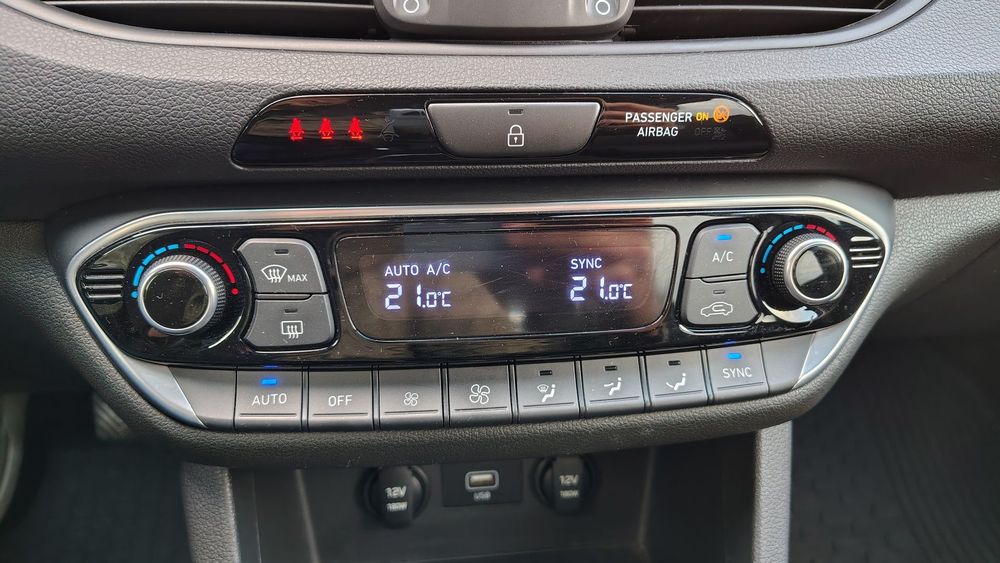 PASSENGER ON
AIRBAG OFF
AUTO A/C
21.0°C
SYNC
21.0°C
MAX
A/C
AUTO
OFF
SYNC
12V
180W
USB
12V
180W